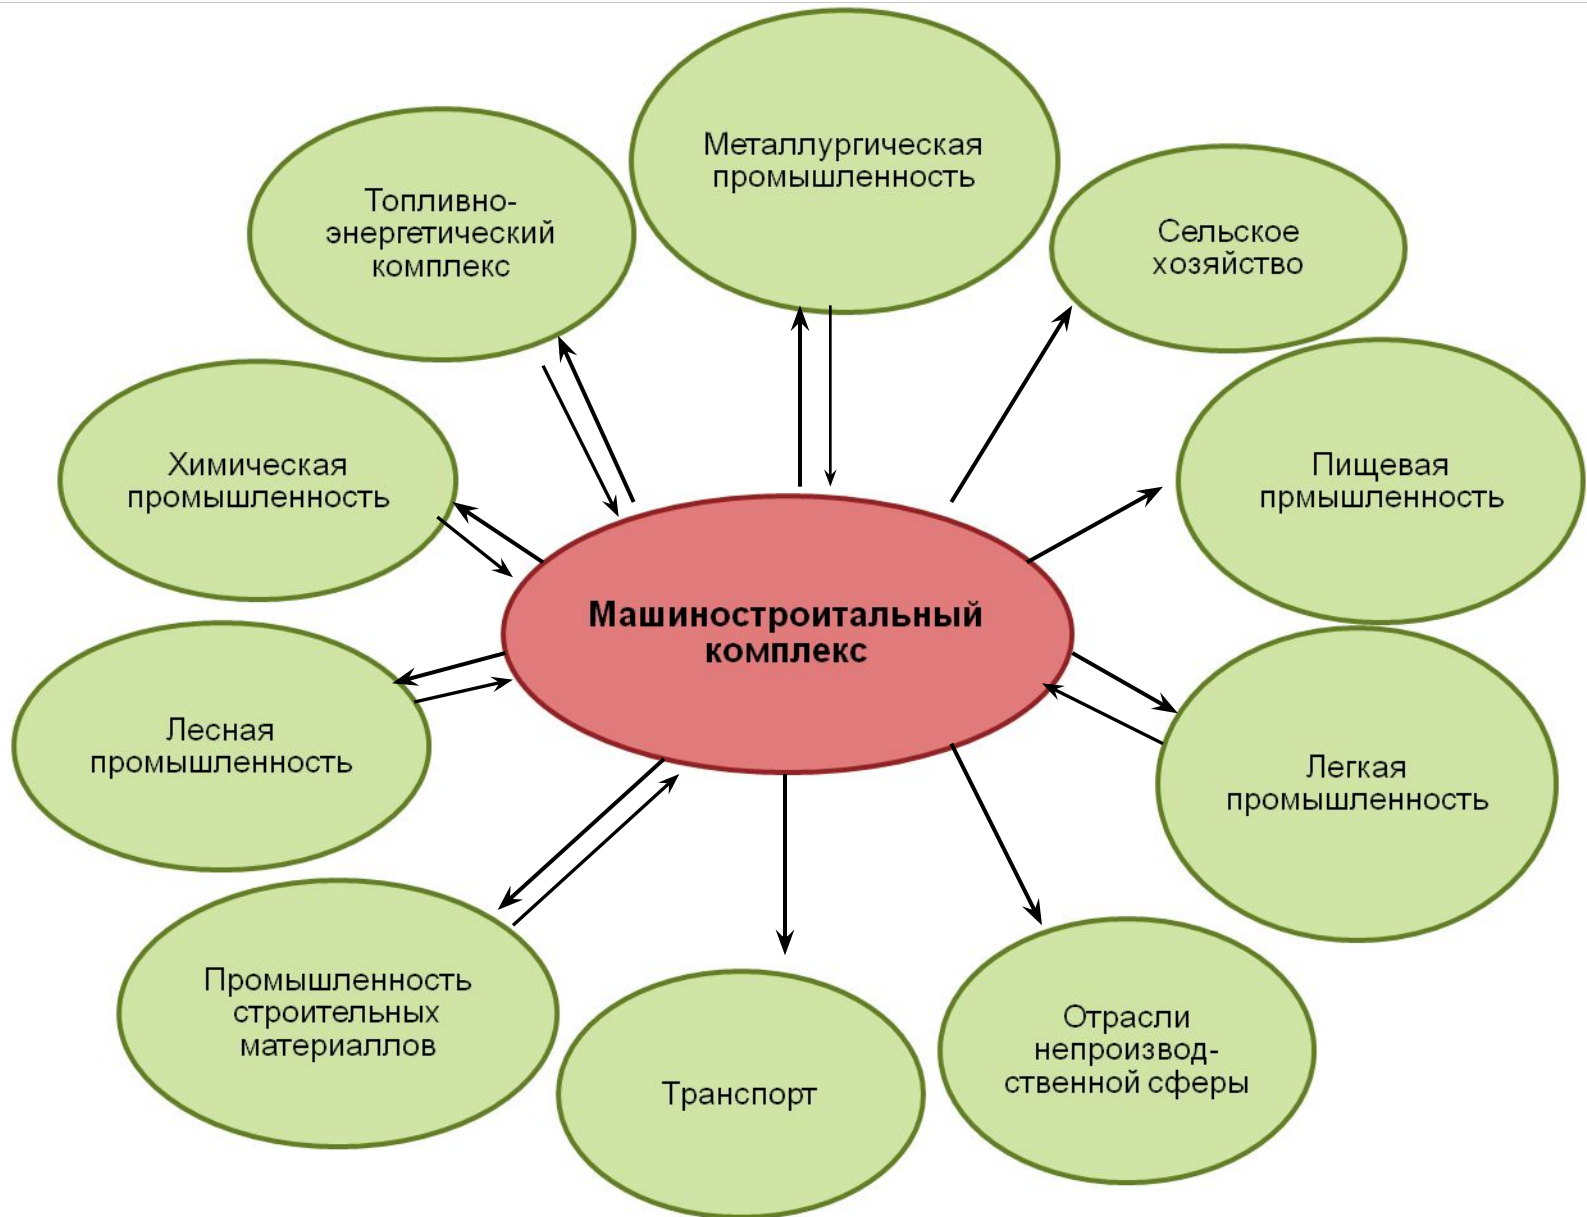 Металлургическая
промышленность
Топливно-
энергетический
комплекс
Сельское
хозяйство
Химическая
промышленность
Пищевая
прмышленность
Машиностроитальный
комплекс
Лесная
промышленность
Легкая
промышленность
Промышленность
строительных
материаллов
Транспорт
Отрасли
непроизвод-
ственной сферы